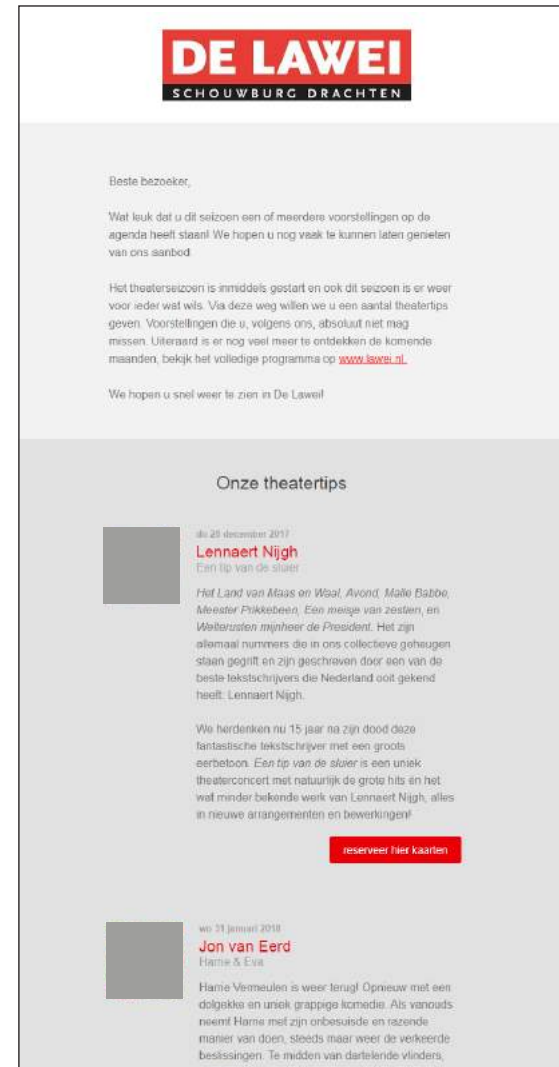 DE LAWEI
SCHOUWBURG DRACHTEN
Beste bezoeker,
Wat leuk dat u dit seizoen een of meerdere voorstellingen op de
agenda heeft staan! We hopen u nog vaak te kunnen laten genieten
van ons aanbod.
Het theaterseizoen is inmiddels gestart en ook dit seizoen is er weer
voor ieder wat wils. Via deze weg willen we u een aantal theatertips
geven. Voorstellingen die u, volgens ons, absoluut niet mag
missen. Uiteraard is er nog veel meer te ontdekken de komende
maanden, bekijk het volledige programma op www.lawei.nl.
We hopen u snel weer te zien in De Lawei!
Onze theatertips
do 28 december 2017
Lennaert Nijgh
Een tip van de sluier
Het Land van Maas en Waal, Avond, Malle Babbe,
Meester Prikkebeen, Een meisje van zestien, en
Welterusten mijnheer de President. Het zijn
allemaal nummers die in ons collectieve geheugen
staan gegrift en zijn geschreven door een van de
beste tekstschrijvers die Nederland ooit gekend
heeft: Lennaert Nijgh.
We herdenken nu 15 jaar na zijn dood deze
fantastische tekstschrijver met een groots
eerbetoon. Een tip van de sluier is een uniek
theaterconcert met natuurlijk de grote hits én het
wat minder bekende werk van Lennaert Nijgh, alles
in nieuwe arrangementen en bewerkingen!
reserveer hier kaarten
wo 31 januari 2018
Jon van Eerd
Harrie & Eva
Harrie Vermeulen is weer terug! Opnieuw met een
dolgekke en uniek grappige komedie. Als vanouds
neemt Harrie met zijn onbesuisde en razende
manier van doen, steeds maar weer de verkeerde
beslissingen. Te midden van dartelende vlinders,